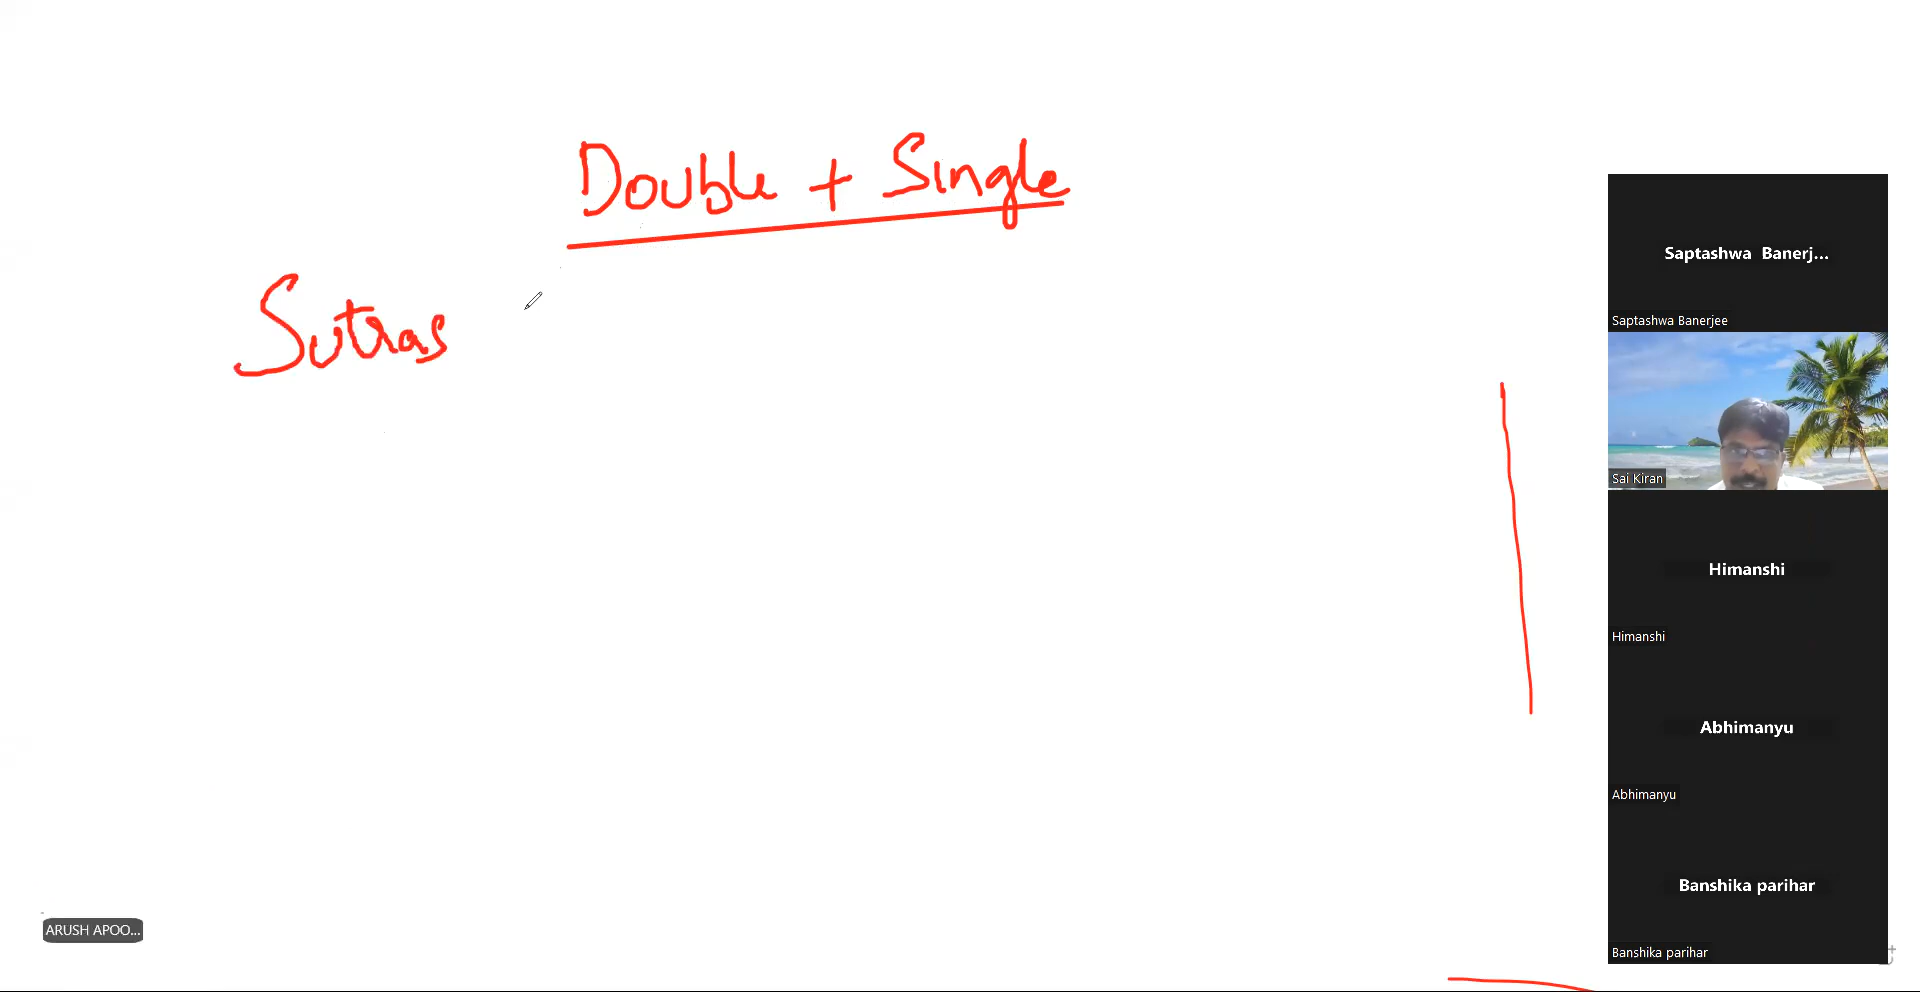 Double + Single
Sutras
Saptashwa Banerj...
Saptashwa Banerjee
Sai Kiran
Himanshi
Himanshi
Abhimanyu
Abhimanyu
Banshika parihar
Banshika parihar
ARUSH APOO...